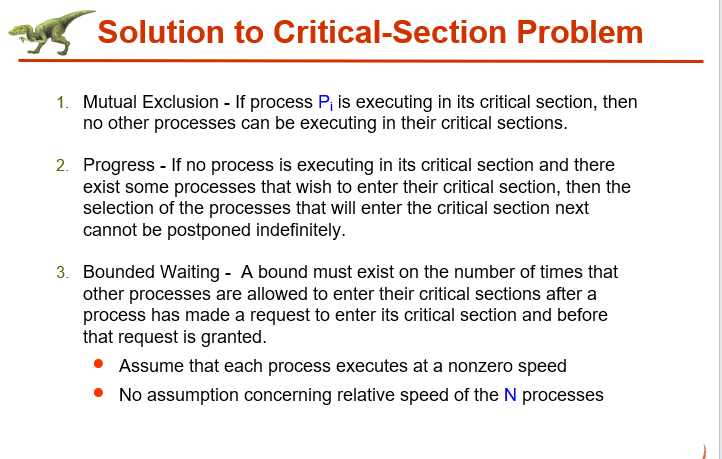 Solution to Critical-Section Problem
1. Mutual Exclusion - If process Pi is executing in its critical section, then
no other processes can be executing in their critical sections.
2. Progress - If no process is executing in its critical section and there
exist some processes that wish to enter their critical section, then the
selection of the processes that will enter the critical section next
cannot be postponed indefinitely.
3. Bounded Waiting -  A bound must exist on the number of times that
other processes are allowed to enter their critical sections after a
process has made a request to enter its critical section and before
that request is granted.
• Assume that each process executes at a nonzero speed
• No assumption concerning relative speed of the N processes